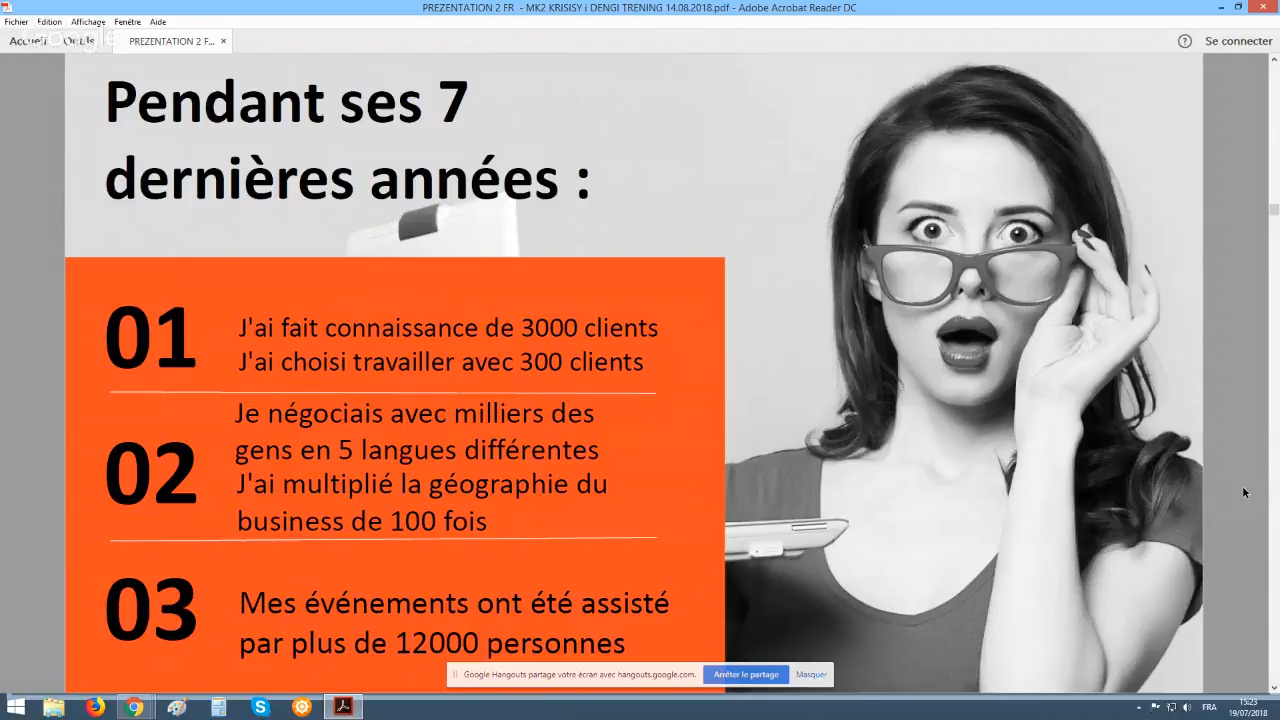 PREZENTATION 2 FR - MK2 KRISISY i DENGI TRENING 14.08.2018.pdf - Adobe Acrobat Reader DC
Fichier Edition Affichage Fenêtre Aide
Accueil Outils PREZENTATION 2 F... × ? Se connecter
Google
Pendant ses 7
dernières années :
01
J'ai fait connaissance de 3000 clients
J'ai choisi travailler avec 300 clients
02
Je négociais avec milliers des
gens en 5 langues différentes
J'ai multiplié la géographie du
business de 100 fois
03
Mes événements ont été assisté
par plus de 12000 personnes
Google Hangouts partage votre écran avec hangouts.google.com. Arrêter le partage Masquer
FRA
15:23
19/07/2018